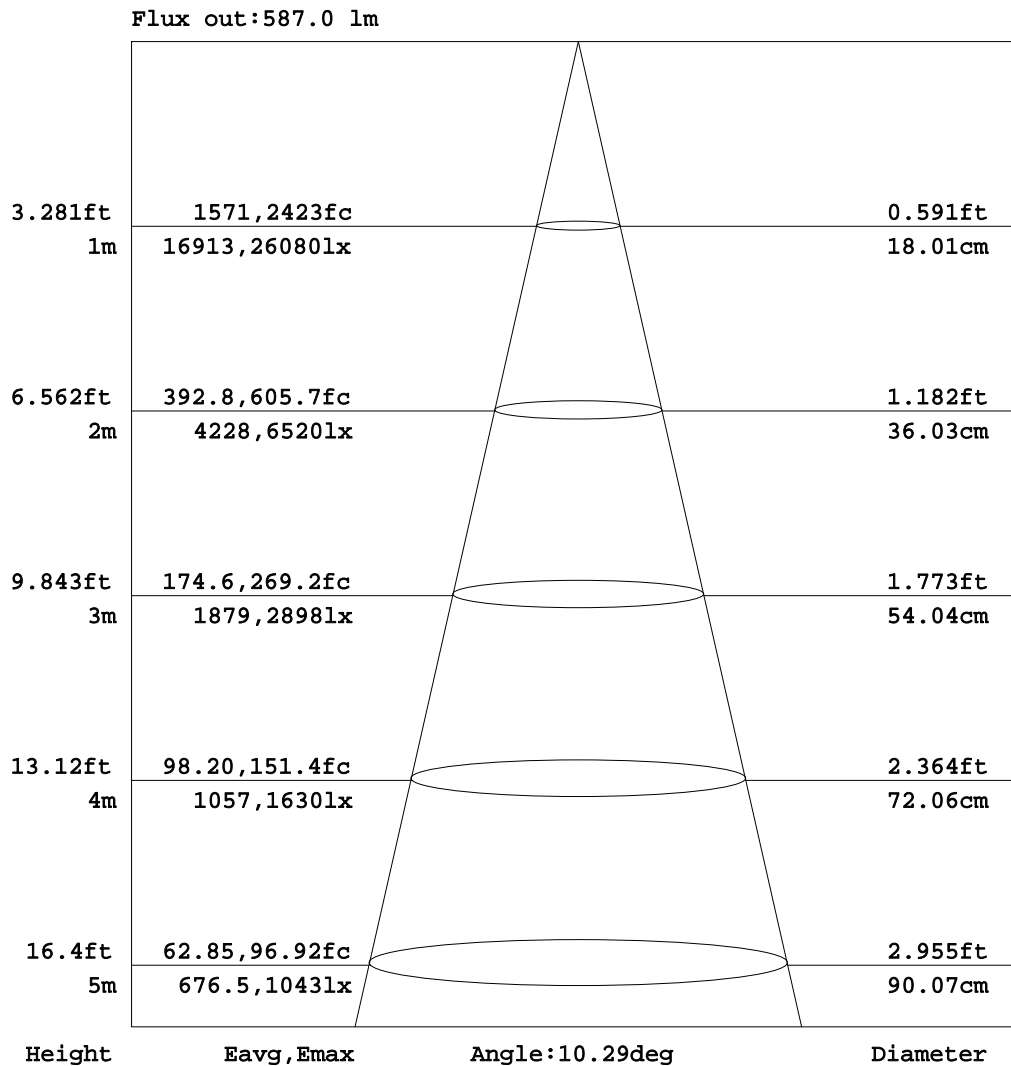 Flux out:587.0 lm
3.281ft 1571,2423fc 0.591ft
1m 16913,26080lx 18.01cm
6.562ft 392.8,605.7fc 1.182ft
2m 4228,6520lx 36.03cm
9.843ft 174.6,269.2fc 1.773ft
3m 1879,2898lx 54.04cm
13.12ft 98.20,151.4fc 2.364ft
4m 1057,1630lx 72.06cm
16.4ft 62.85,96.92fc 2.955ft
5m 676.5,1043lx 90.07cm
Height Eavg,Emax Angle:10.29deg Diameter